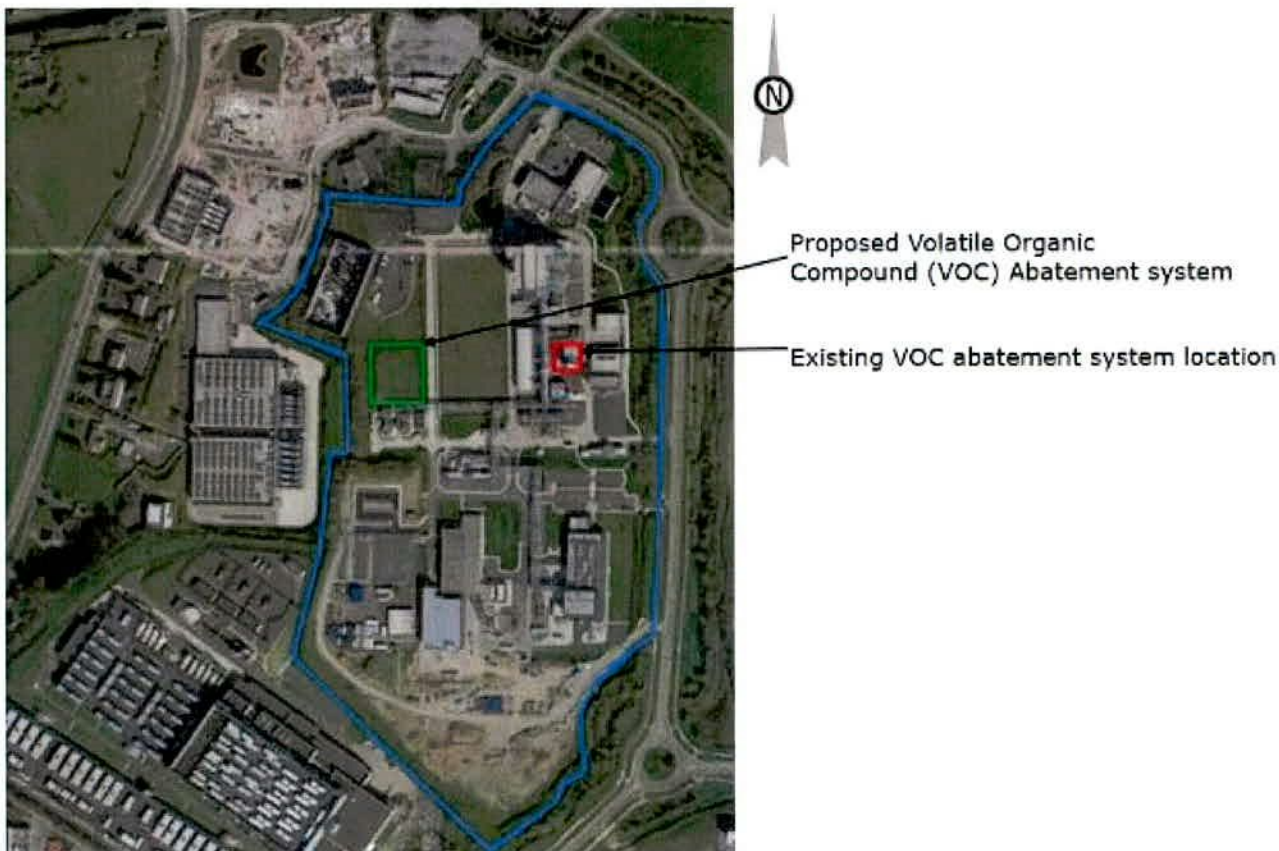 N
Proposed Volatile Organic
Compound (VOC) Abatement system
Existing VOC abatement system location